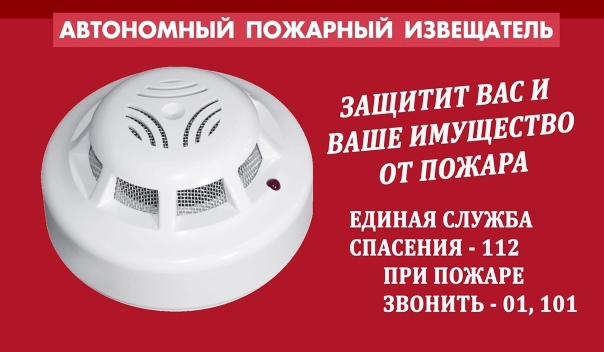 АВТОНОМНЫЙ ПОЖАРНЫЙ ИЗВЕЩАТЕЛЬ
ЗАЩИТИТ ВАС И
ВАШЕ ИМУЩЕСТВО
ОТ ПОЖАРА
ЕДИНАЯ СЛУЖБА
СПАСЕНИЯ - 112
ПРИ ПОЖАРЕ
ЗВОНИТЬ - 01, 101